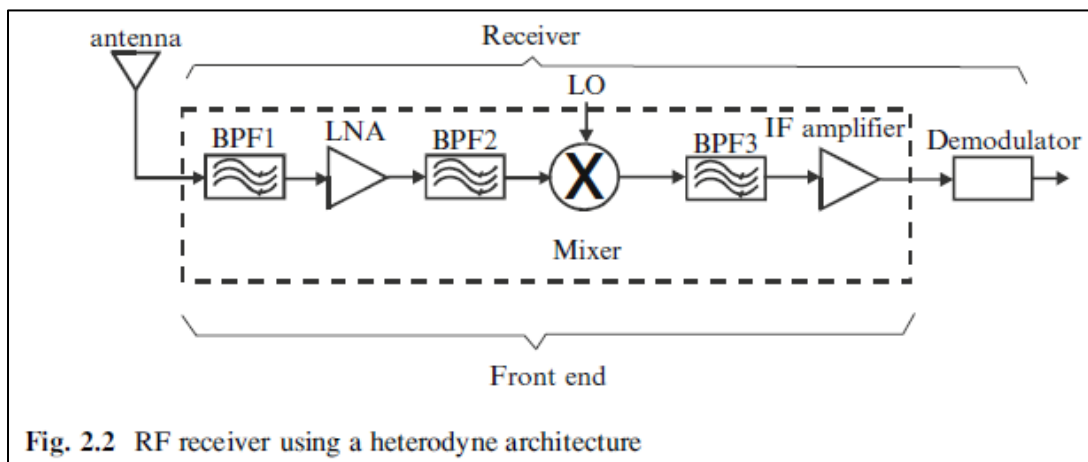 antenna
Receiver
LO
BPF1
LNA
BPF2
BPF3
IF amplifier
Demodulator
X
Mixer
Front end
Fig. 2.2 RF receiver using a heterodyne architecture